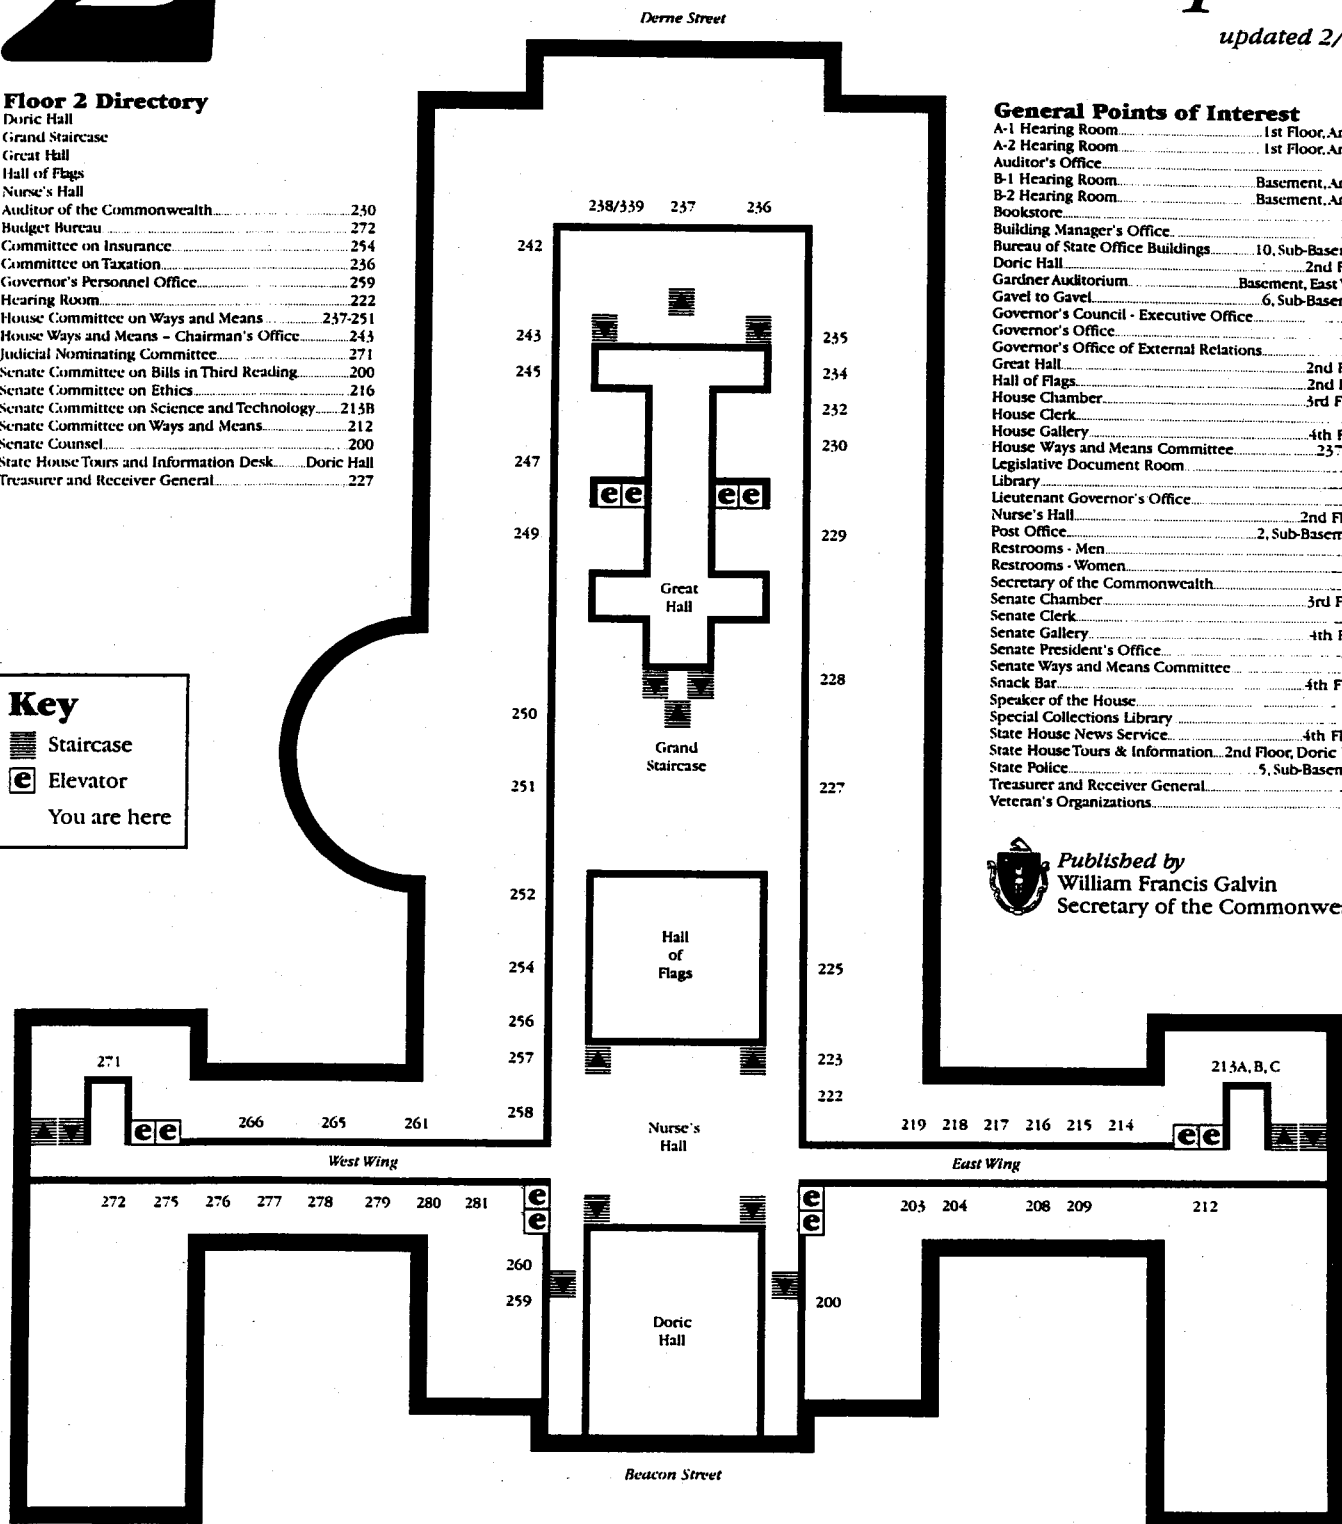 Derne Street
updated 2/
Floor 2 Directory
Doric Hall
Grand Staircase
Great Hall
Hall of Flags
Nurse's Hall
Auditor of the Commonwealth 230
Budget Bureau 272
Committee on Insurance 254
Committee on Taxation 236
Governor's Personnel Office 259
Hearing Room 222
House Committee on Ways and Means 237-251
House Ways and Means – Chairman's Office 243
Judicial Nominating Committee 271
Senate Committee on Bills in Third Reading 200
Senate Committee on Ethics 216
Senate Committee on Science and Technology 213B
Senate Committee on Ways and Means 212
Senate Counsel 200
State House Tours and Information Desk Doric Hall
Treasurer and Receiver General 227
Key
Staircase
e Elevator
You are here
General Points of Interest
A-1 Hearing Room 1st Floor, A
A-2 Hearing Room 1st Floor, A
Auditor's Office
B-1 Hearing Room Basement, A
B-2 Hearing Room Basement, A
Bookstore
Building Manager's Office
Bureau of State Office Buildings 10, Sub-Base
Doric Hall 2nd F
Gardner Auditorium Basement, East
Gavel to Gavel 6, Sub-Base
Governor's Council - Executive Office
Governor's Office
Governor's Office of External Relations
Great Hall 2nd
Hall of Flags 2nd
House Chamber 3rd F
House Clerk
House Gallery 4th F
House Ways and Means Committee 237
Legislative Document Room
Library
Lieutenant Governor's Office
Nurse's Hall 2nd F
Post Office 2, Sub-Base
Restrooms - Men
Restrooms - Women
Secretary of the Commonwealth
Senate Chamber 3rd F
Senate Clerk
Senate Gallery 4th F
Senate President's Office
Senate Ways and Means Committee
Snack Bar 4th F
Speaker of the House
Special Collections Library
State House News Service 4th F
State House Tours & Information 2nd Floor, Doric
State Police 5, Sub-Base
Treasurer and Receiver General
Veteran's Organizations
Published by
William Francis Galvin
Secretary of the Commonwe
238/339 237 236
242
243 235
245 234
232
230
247
e e e e
249 229
Great
Hall
228
250
Grand
Staircase
251 227
252
Hall
of
Flags
254 225
256
257 223
271 213A, B, C
222
258
266 265 261
219 218 217 216 215 214
Nurse's
Hall
e e e e
West Wing East Wing
272 275 276 277 278 279 280 281 e e 203 204 208 209 212
e e
260
259 200
Doric
Hall
Beacon Street